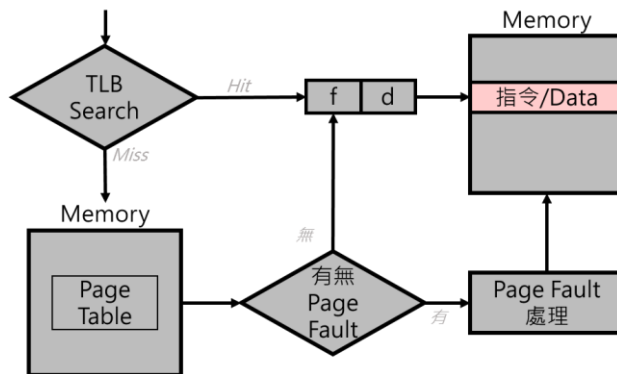 Memory
TLB
Search
Hit
f
d
指令/Data
Miss
Memory
無
Page
Table
有無
Page
Fault
有
Page Fault
處理